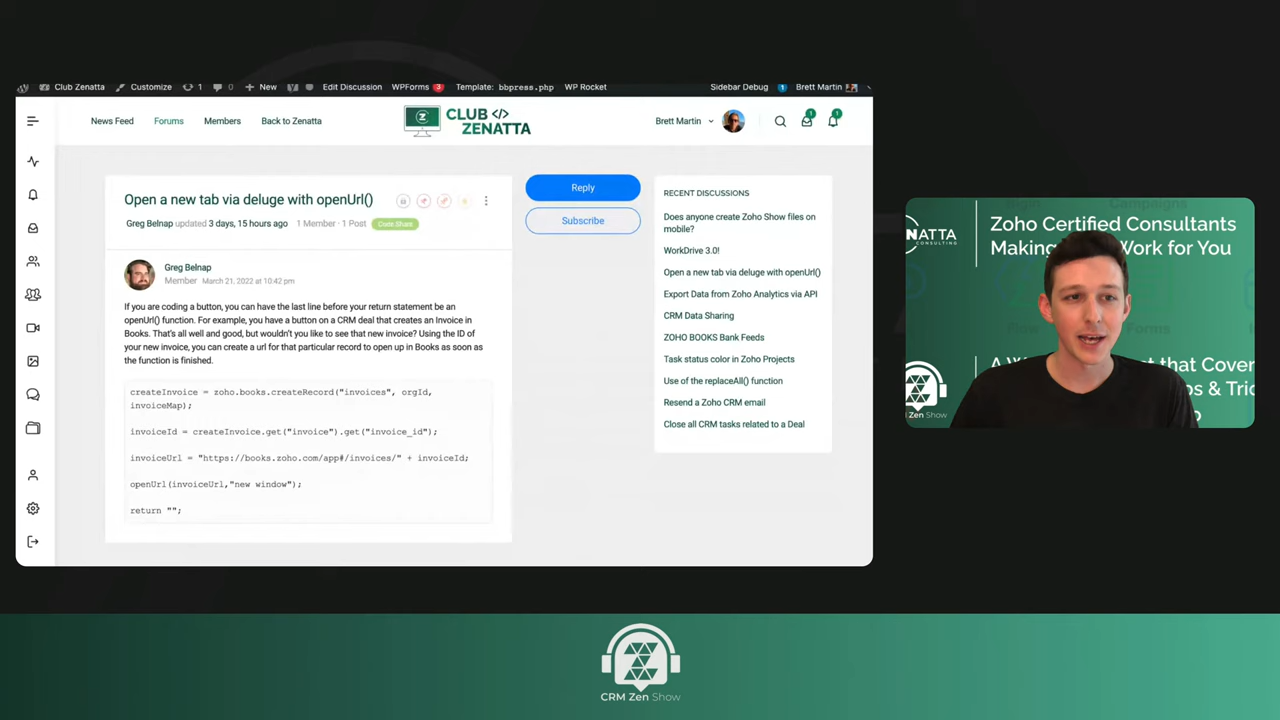 Club Zenatta Customize 1 0 New Edit Discussion WPForms 3 Template: bbpress.php WP Rocket Sidebar Debug 1 Brett Martin
News Feed Forums Members Back to Zenatta
CLUB </>
ZENATTA
Brett Martin
1 1
Open a new tab via deluge with openUrl()
Greg Belnap updated 3 days, 15 hours ago 1 Member · 1 Post Code Share
Greg Belnap
Member March 21, 2022 at 10:42 pm
If you are coding a button, you can have the last line before your return statement be an
openUrl() function. For example, you have a button on a CRM deal that creates an Invoice in
Books. That's all well and good, but wouldn't you like to see that new invoice? Using the ID of
your new invoice, you can create a url for that particular record to open up in Books as soon as
the function is finished.
createInvoice = zoho.books.createRecord("invoices", orgId,
invoiceMap);
invoiceId = createInvoice.get("invoice").get("invoice_id");
invoiceUrl = "https://books.zoho.com/app#/invoices/" + invoiceId;
openUrl(invoiceUrl,"new window");
return "";
Reply
Subscribe
RECENT DISCUSSIONS
Does anyone create Zoho Show files on
mobile?
WorkDrive 3.0!
Open a new tab via deluge with openUrl()
Export Data from Zoho Analytics via API
CRM Data Sharing
ZOHO BOOKS Bank Feeds
Task status color in Zoho Projects
Use of the replaceAll() function
Resend a Zoho CRM email
Close all CRM tasks related to a Deal
Campaigns
NATTA
CONSULTING
Zoho Certified Consultants
Making Work for You
Forms
Show
CRM Zen Show